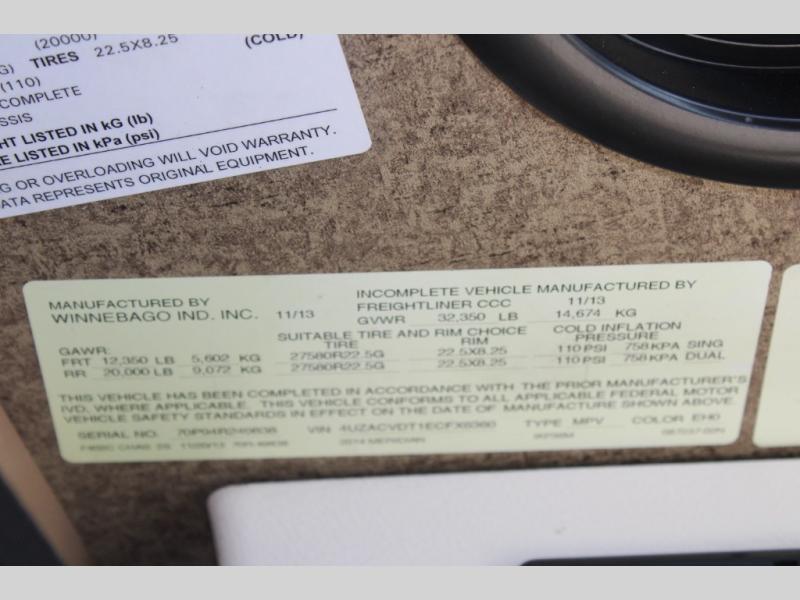 (20000)
TIRES 22.5X8.25 (COLD)
(110)
COMPLETE
SSIS
HT LISTED IN kG (lb)
E LISTED IN kPa (psi)
G OR OVERLOADING WILL VOID WARRANTY.
ATA REPRESENTS ORIGINAL EQUIPMENT.
MANUFACTURED BY
WINNEBAGO IND. INC. 11/13
INCOMPLETE VEHICLE MANUFACTURED BY
FREIGHTLINER CCC 11/13
GVWR 32,350 LB 14,674 KG
SUITABLE TIRE AND RIM CHOICE COLD INFLATION
GAWR: TIRE RIM PRESSURE
FRT 12,350 LB 5,602 KG 27580R22.5G 22.5X8.25 110 PSI 758 KPA SING
RR 20,000 LB 9,072 KG 27580R22.5G 22.5X8.25 110 PSI 758 KPA DUAL
THIS VEHICLE HAS BEEN COMPLETED IN ACCORDANCE WITH THE PRIOR MANUFACTURER'S
IVD, WHERE APPLICABLE. THIS VEHICLE CONFORMS TO ALL APPLICABLE FEDERAL MOTOR
VEHICLE SAFETY STANDARDS IN EFFECT ON THE DATE OF MANUFACTURE SHOWN ABOVE.
SERIAL NO. VIN TYPE MPV COLOR EH0